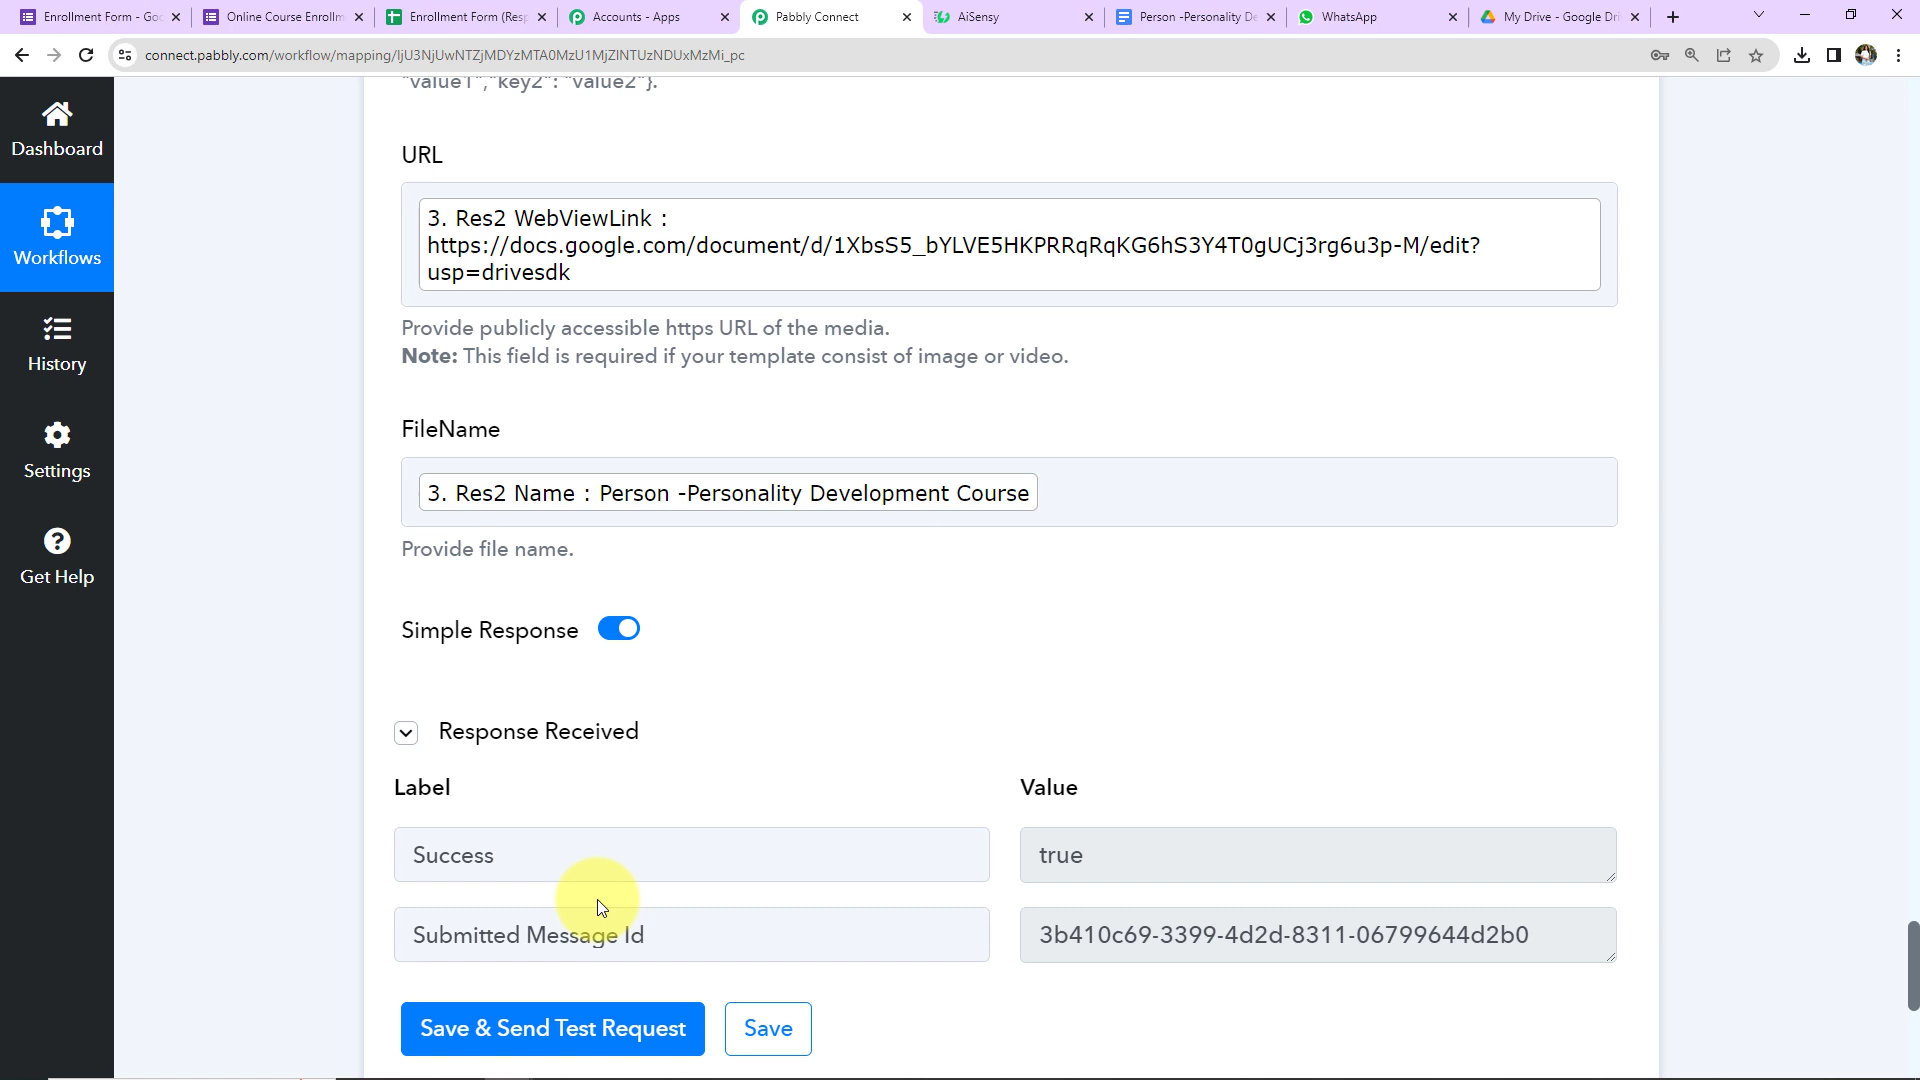 Enrollment Form - Goo
Online Course Enrollm
Enrollment Form (Resp
Accounts - Apps
Pabbly Connect
AiSensy
Person -Personality De
WhatsApp
My Drive - Google Dri
connect.pabbly.com/workflow/mapping/IjU3NjUwNTZjMDYzMTA0MzU1MjZlNTUzNDUxMzMi_pc
"value1","key2": "value2"}.
Dashboard
Workflows
History
Settings
Get Help
URL
3. Res2 WebViewLink :
https://docs.google.com/document/d/1XbsS5_bYLVE5HKPRRqRqKG6hS3Y4T0gUCj3rg6u3p-M/edit?
usp=drivesdk
Provide publicly accessible https URL of the media.
Note: This field is required if your template consist of image or video.
FileName
3. Res2 Name : Person -Personality Development Course
Provide file name.
Simple Response
Response Received
Label Value
Success true
Submitted Message Id 3b410c69-3399-4d2d-8311-06799644d2b0
Save & Send Test Request Save